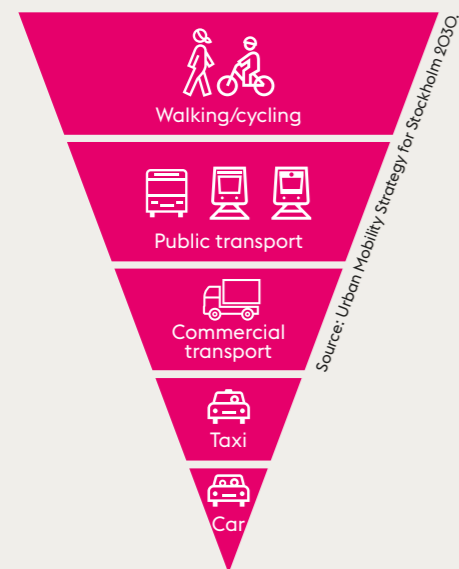 Walking/cycling
Public transport
Commercial
transport
Taxi
Car
Source: Urban Mobility Strategy for Stockholm 2030.